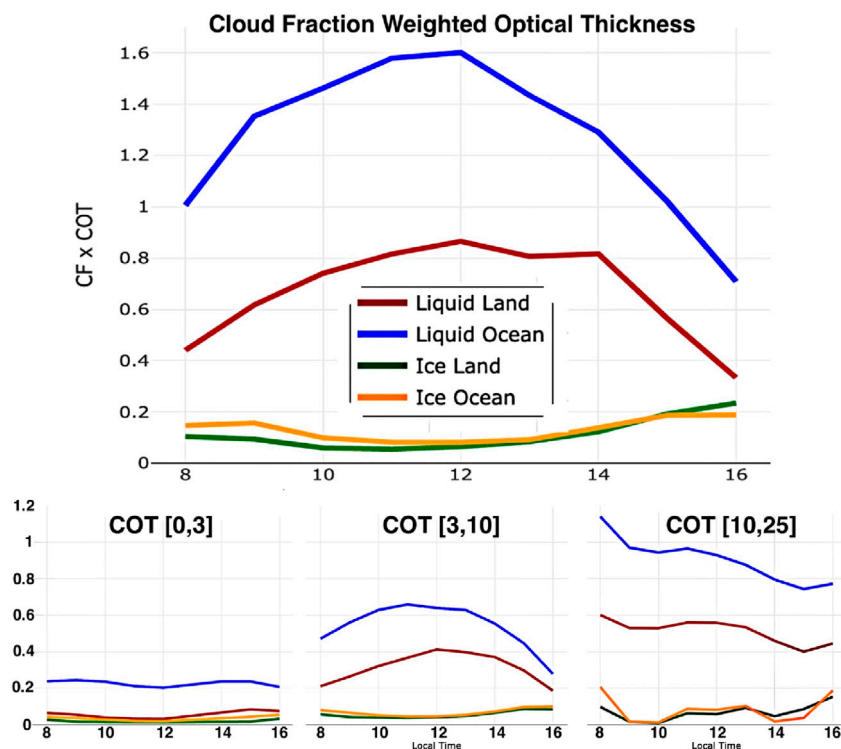 Cloud Fraction Weighted Optical Thickness
1.6
1.4
1.2
1
0.8
0.6
0.4
0.2
0
CF x COT
Liquid Land
Liquid Ocean
Ice Land
Ice Ocean
8 10 12 14 16
COT [0,3] COT [3,10] COT [10,25]
1.2
1
0.8
0.6
0.4
0.2
0
8 10 12 14 16 8 10 12 14 16 8 10 12 14 16
Local Time Local Time